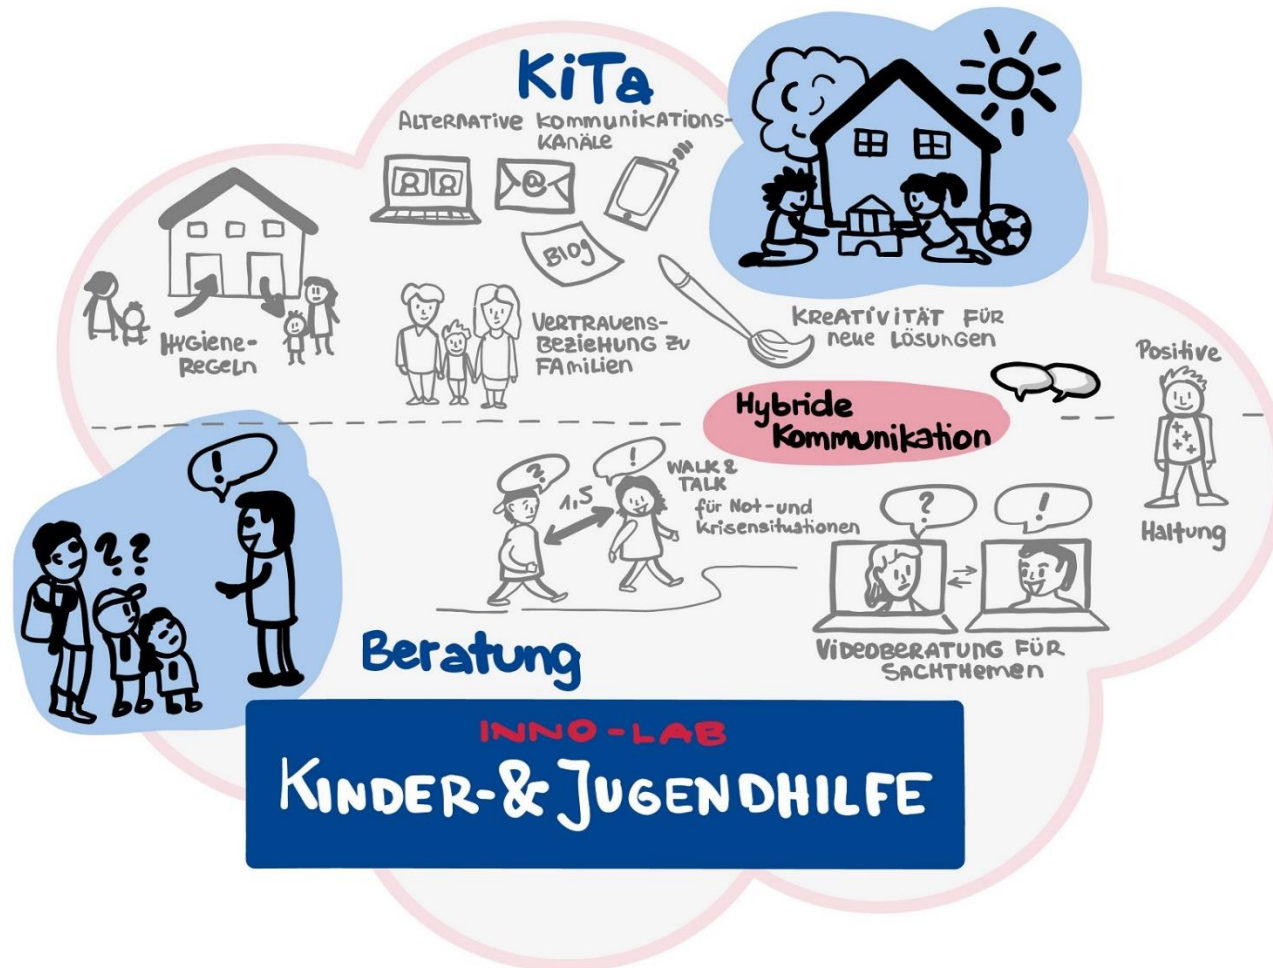 KiTa
Alternative Kommunikations-
kanäle
@
Blog
Hygiene-
Regeln
Vertrauens-
beziehung zu
Familien
Kreativität für
neue Lösungen
Positive
Haltung
Hybride
Kommunikation
!
? ?
?
!
1,5
Walk &
Talk
für Not- und
Krisensituationen
?
!
Videoberatung für
Sachthemen
Beratung
INNO-LAB
KINDER-& JUGENDHILFE